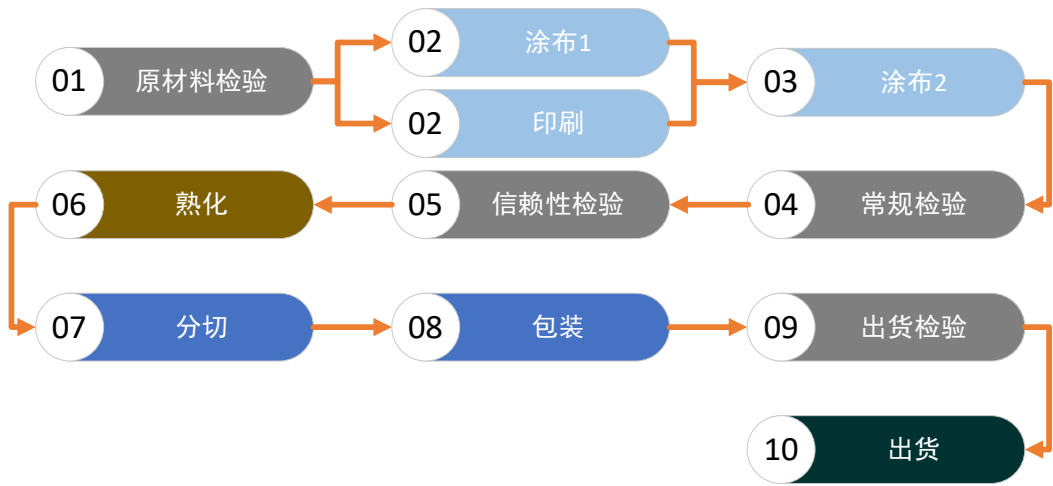 01 原材料检验
02 涂布1
02 印刷
03 涂布2
04 常规检验
05 信赖性检验
06 熟化
07 分切
08 包装
09 出货检验
10 出货